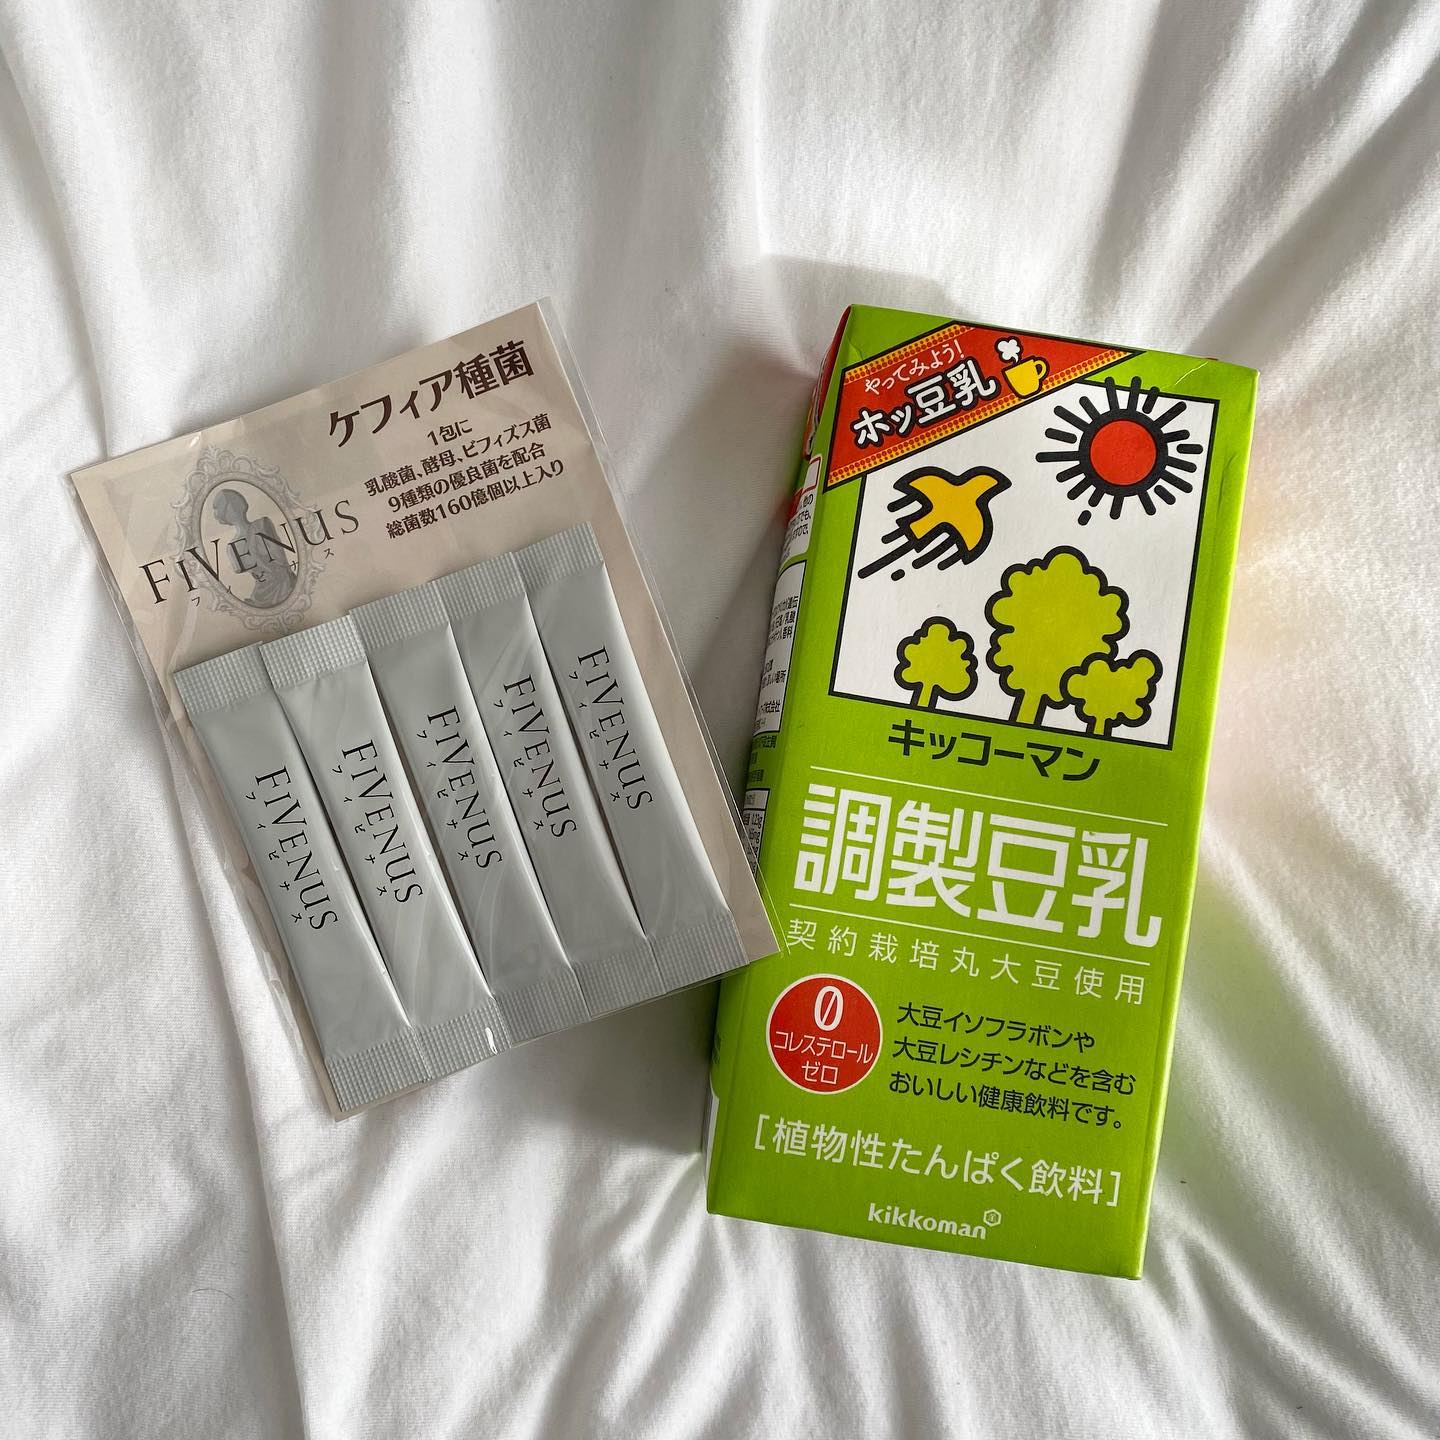 ケフィア種菌
1包に
乳酸菌、酵母、ビフィズス菌
9種類の優良菌を配合
総菌数160億個以上入り
FiVENUS
フィビナス
FiVENUS
フィビナス
FiVENUS
フィビナス
FiVENUS
フィビナス
FiVENUS
フィビナス
FiVENUS
フィビナス
やってみよう!
ホッ豆乳
キッコーマン
調製豆乳
契約栽培丸大豆使用
0
コレステロール
ゼロ
大豆イソフラボンや
大豆レシチンなどを含む
おいしい健康飲料です。
[植物性たんぱく飲料]
kikkoman